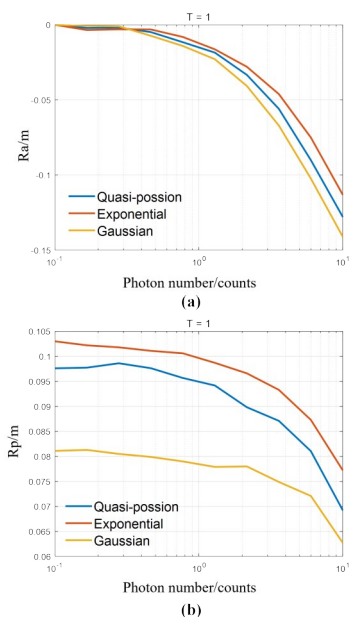 T = 1
0
-0.05
-0.1
-0.15
Ra/m
Quasi-possion
Exponential
Gaussian
10^-1
10^0
10^1
Photon number/counts
(a)
T = 1
0.105
0.1
0.095
0.09
0.085
0.08
0.075
0.07
0.065
0.06
Rp/m
Quasi-possion
Exponential
Gaussian
10^-1
10^0
10^1
Photon number/counts
(b)